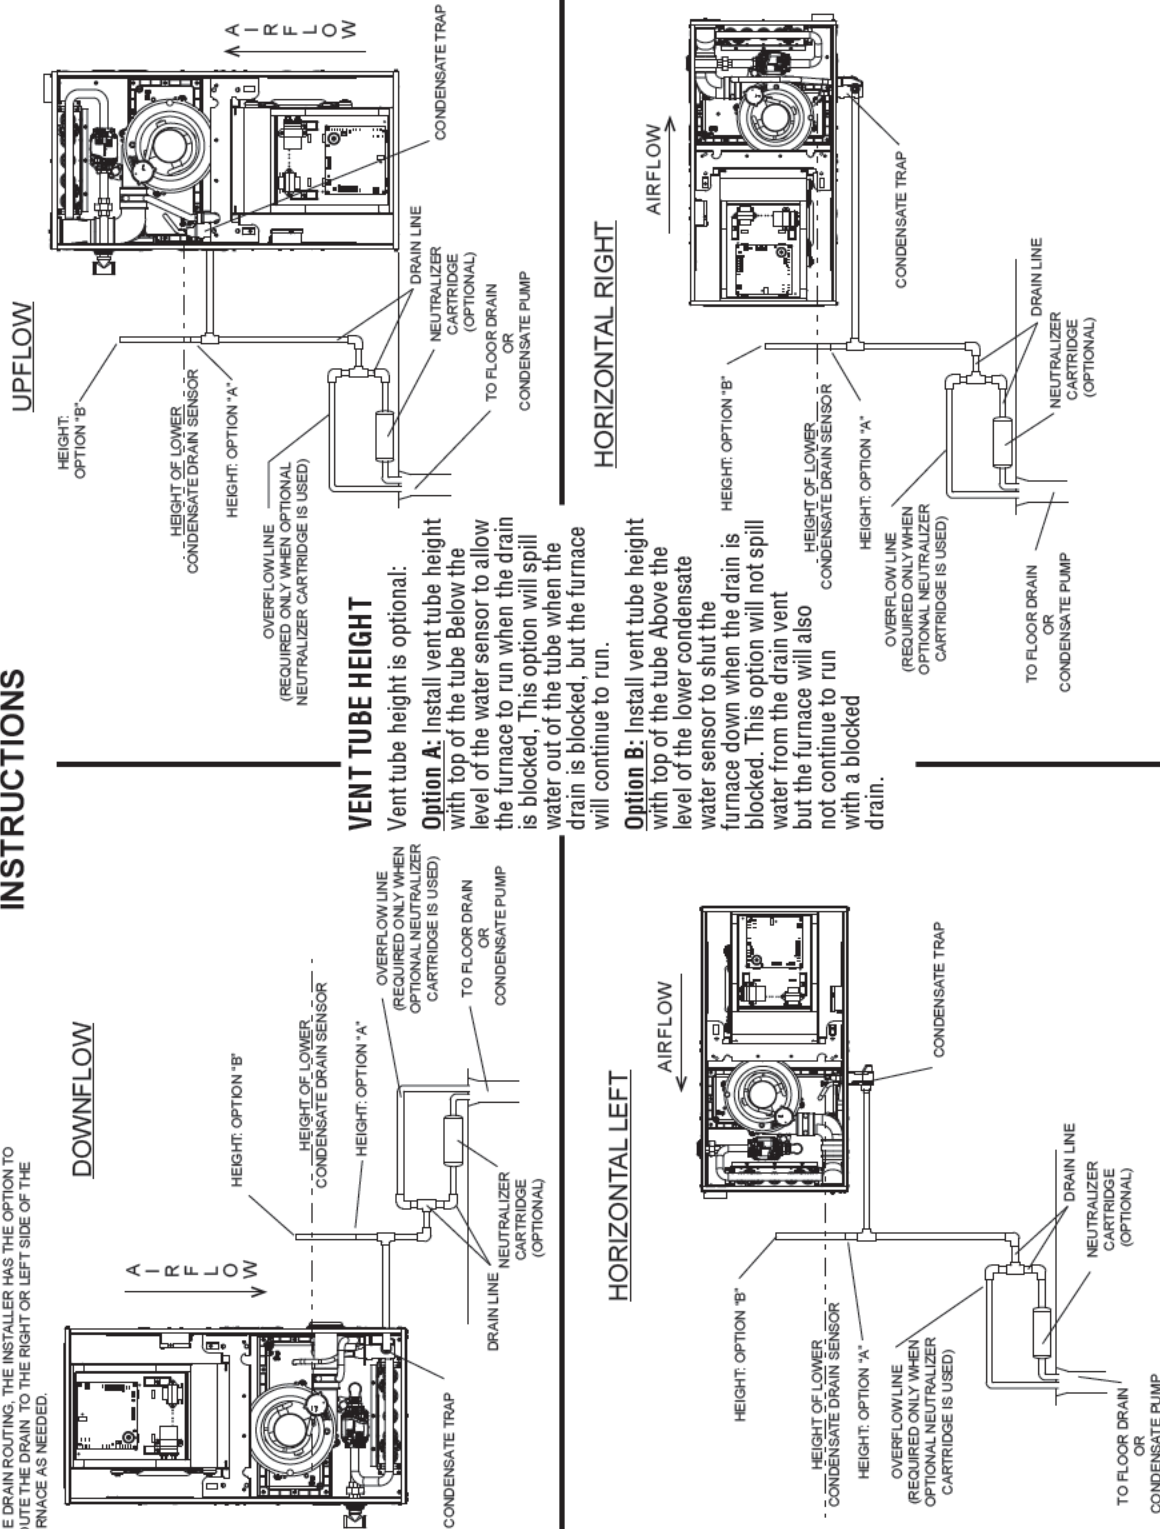 INSTRUCTIONS
E DRAIN ROUTING, THE INSTALLER HAS THE OPTION TO
OUTE THE DRAIN TO THE RIGHT OR LEFT SIDE OF THE
RNACE AS NEEDED.
DOWNFLOW
AIRFLOW
HEIGHT: OPTION "B"
HEIGHT OF LOWER
CONDENSATE DRAIN SENSOR
HEIGHT: OPTION "A"
OVERFLOW LINE
(REQUIRED ONLY WHEN
OPTIONAL NEUTRALIZER
CARTRIDGE IS USED)
TO FLOOR DRAIN
OR
CONDENSATE PUMP
DRAIN LINE
NEUTRALIZER
CARTRIDGE
(OPTIONAL)
CONDENSATE TRAP
UPFLOW
HEIGHT:
OPTION "B"
HEIGHT OF LOWER
CONDENSATE DRAIN SENSOR
HEIGHT: OPTION "A"
OVERFLOW LINE
(REQUIRED ONLY WHEN OPTIONAL
NEUTRALIZER CARTRIDGE IS USED)
AIRFLOW
CONDENSATE TRAP
DRAIN LINE
NEUTRALIZER
CARTRIDGE
(OPTIONAL)
TO FLOOR DRAIN
OR
CONDENSATE PUMP
VENT TUBE HEIGHT
Vent tube height is optional:
Option A: Install vent tube height
with top of the tube Below the
level of the water sensor to allow
the furnace to run when the drain
is blocked, This option will spill
water out of the tube when the
drain is blocked, but the furnace
will continue to run.
Option B: Install vent tube height
with top of the tube Above the
level of the lower condensate
water sensor to shut the
furnace down when the drain is
blocked. This option will not spill
water from the drain vent
but the furnace will also
not continue to run
with a blocked
drain.
HORIZONTAL LEFT
AIRFLOW
HEIGHT: OPTION "B"
HEIGHT OF LOWER
CONDENSATE DRAIN SENSOR
HEIGHT: OPTION "A"
OVERFLOW LINE
(REQUIRED ONLY WHEN
OPTIONAL NEUTRALIZER
CARTRIDGE IS USED)
CONDENSATE TRAP
DRAIN LINE
NEUTRALIZER
CARTRIDGE
(OPTIONAL)
TO FLOOR DRAIN
OR
CONDENSATE PUMP
HORIZONTAL RIGHT
AIRFLOW
HEIGHT: OPTION "B"
HEIGHT OF LOWER
CONDENSATE DRAIN SENSOR
HEIGHT: OPTION "A"
OVERFLOW LINE
(REQUIRED ONLY WHEN
OPTIONAL NEUTRALIZER
CARTRIDGE IS USED)
CONDENSATE TRAP
DRAIN LINE
NEUTRALIZER
CARTRIDGE
(OPTIONAL)
TO FLOOR DRAIN
OR
CONDENSATE PUMP